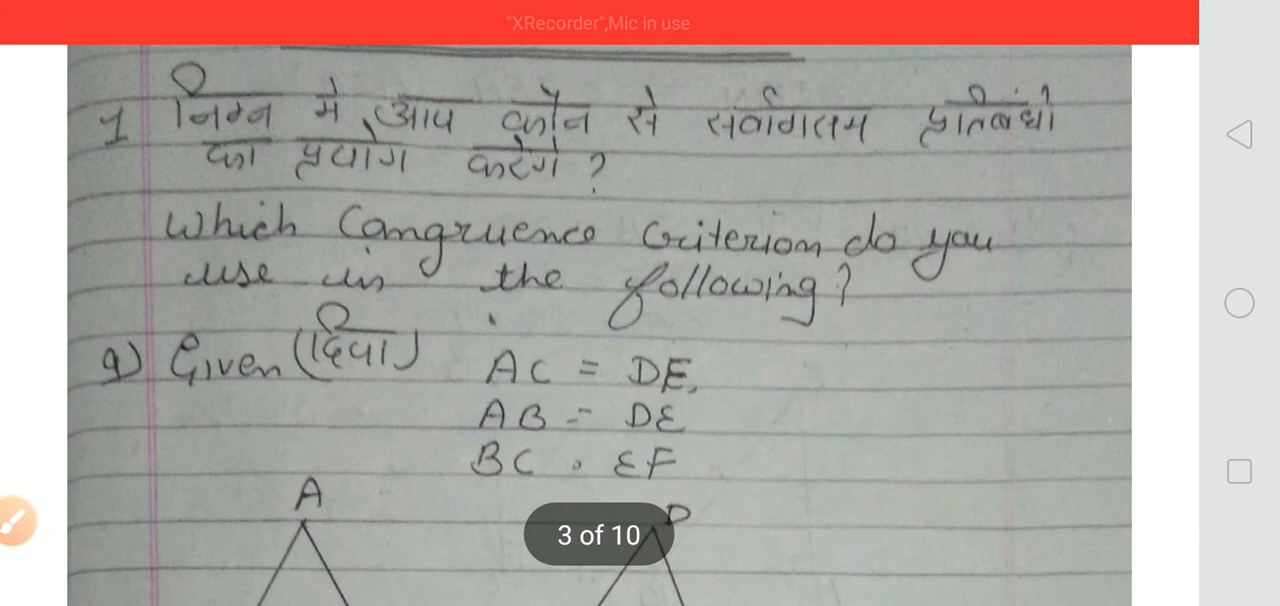 "XRecorder",Mic in use
1 निम्न मे आप कौन से सर्वागसम प्रतिबंधो
का प्रयोग करेगे ?
Which Congruence Criterion do you
use in the following ?
a) Given (दिया) AC = DE,
AB = DE
BC . EF
A
D
3 of 10